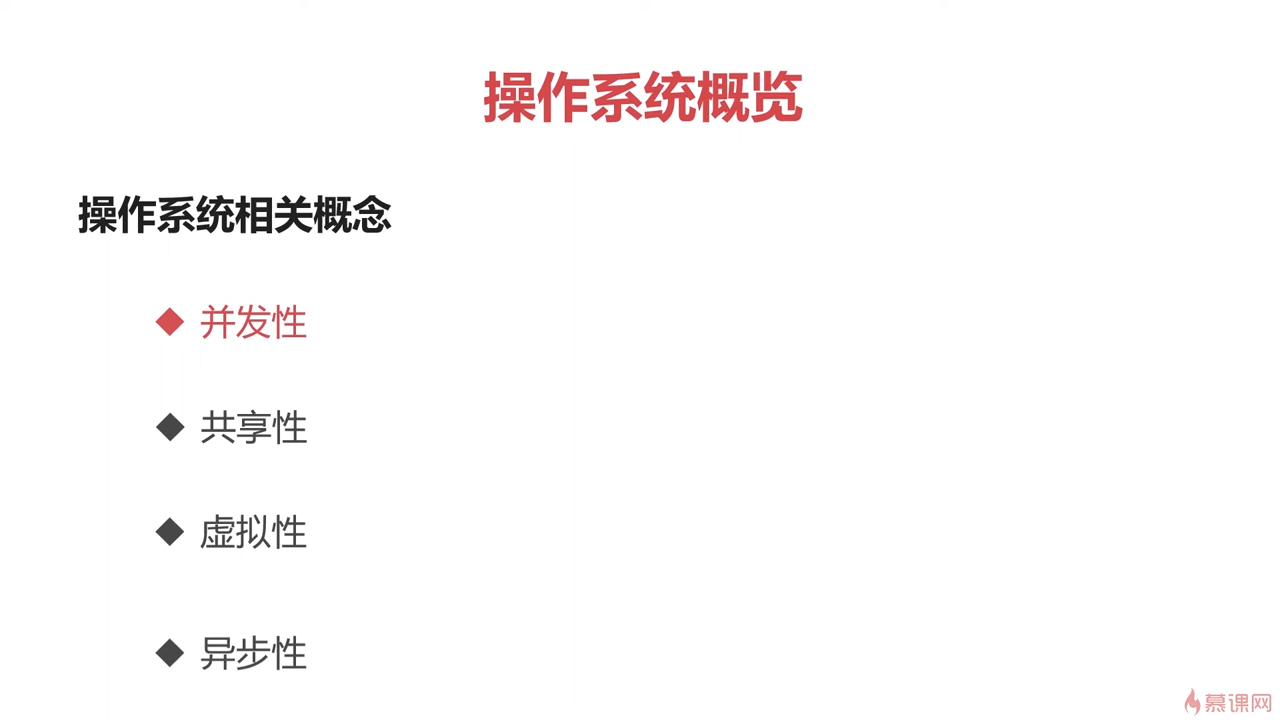 操作系统概览
操作系统相关概念
并发性
共享性
虚拟性
异步性
慕课网